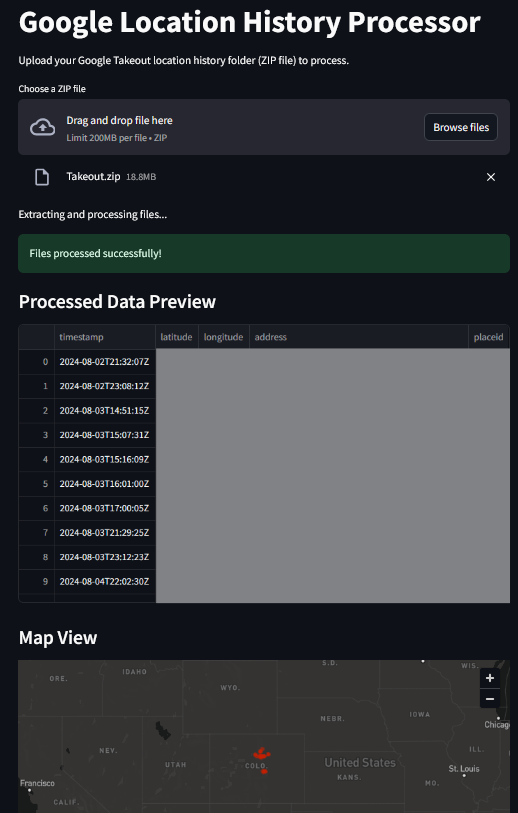 Google Location History Processor
Upload your Google Takeout location history folder (ZIP file) to process.
Choose a ZIP file
Drag and drop file here
Limit 200MB per file • ZIP
Browse files
Takeout.zip 18.8MB
Extracting and processing files...
Files processed successfully!
Processed Data Preview
timestamp latitude longitude address placeid
0 2024-08-02T21:32:07Z
1 2024-08-02T23:08:12Z
2 2024-08-03T14:51:15Z
3 2024-08-03T15:07:31Z
4 2024-08-03T15:16:09Z
5 2024-08-03T16:01:00Z
6 2024-08-03T17:00:05Z
7 2024-08-03T21:29:25Z
8 2024-08-03T23:12:23Z
9 2024-08-04T22:02:30Z
Map View
S.D.
WIS.
ORE.
IDAHO
WYO.
+
−
NEBR.
IOWA
Chicag
NEV.
UTAH
COLO.
United States
ILL.
KANS.
St. Louis
MO.
Francisco
CALIF.